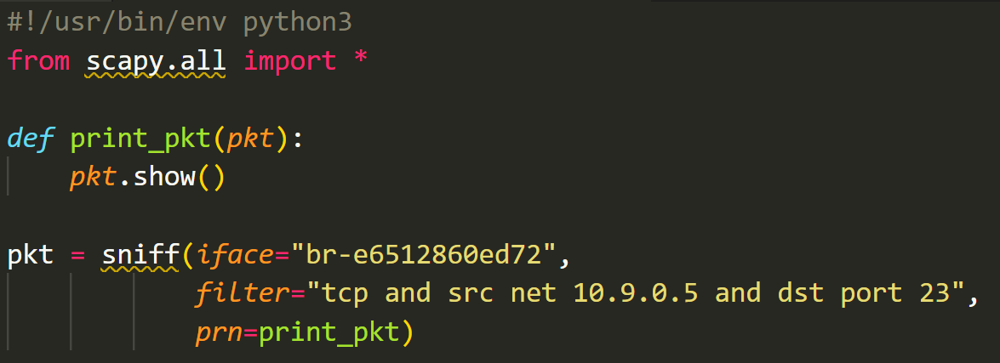 #!/usr/bin/env python3
from scapy.all import *
def print_pkt(pkt):
    pkt.show()
pkt = sniff(iface="br-e6512860ed72",
            filter="tcp and src net 10.9.0.5 and dst port 23",
            prn=print_pkt)